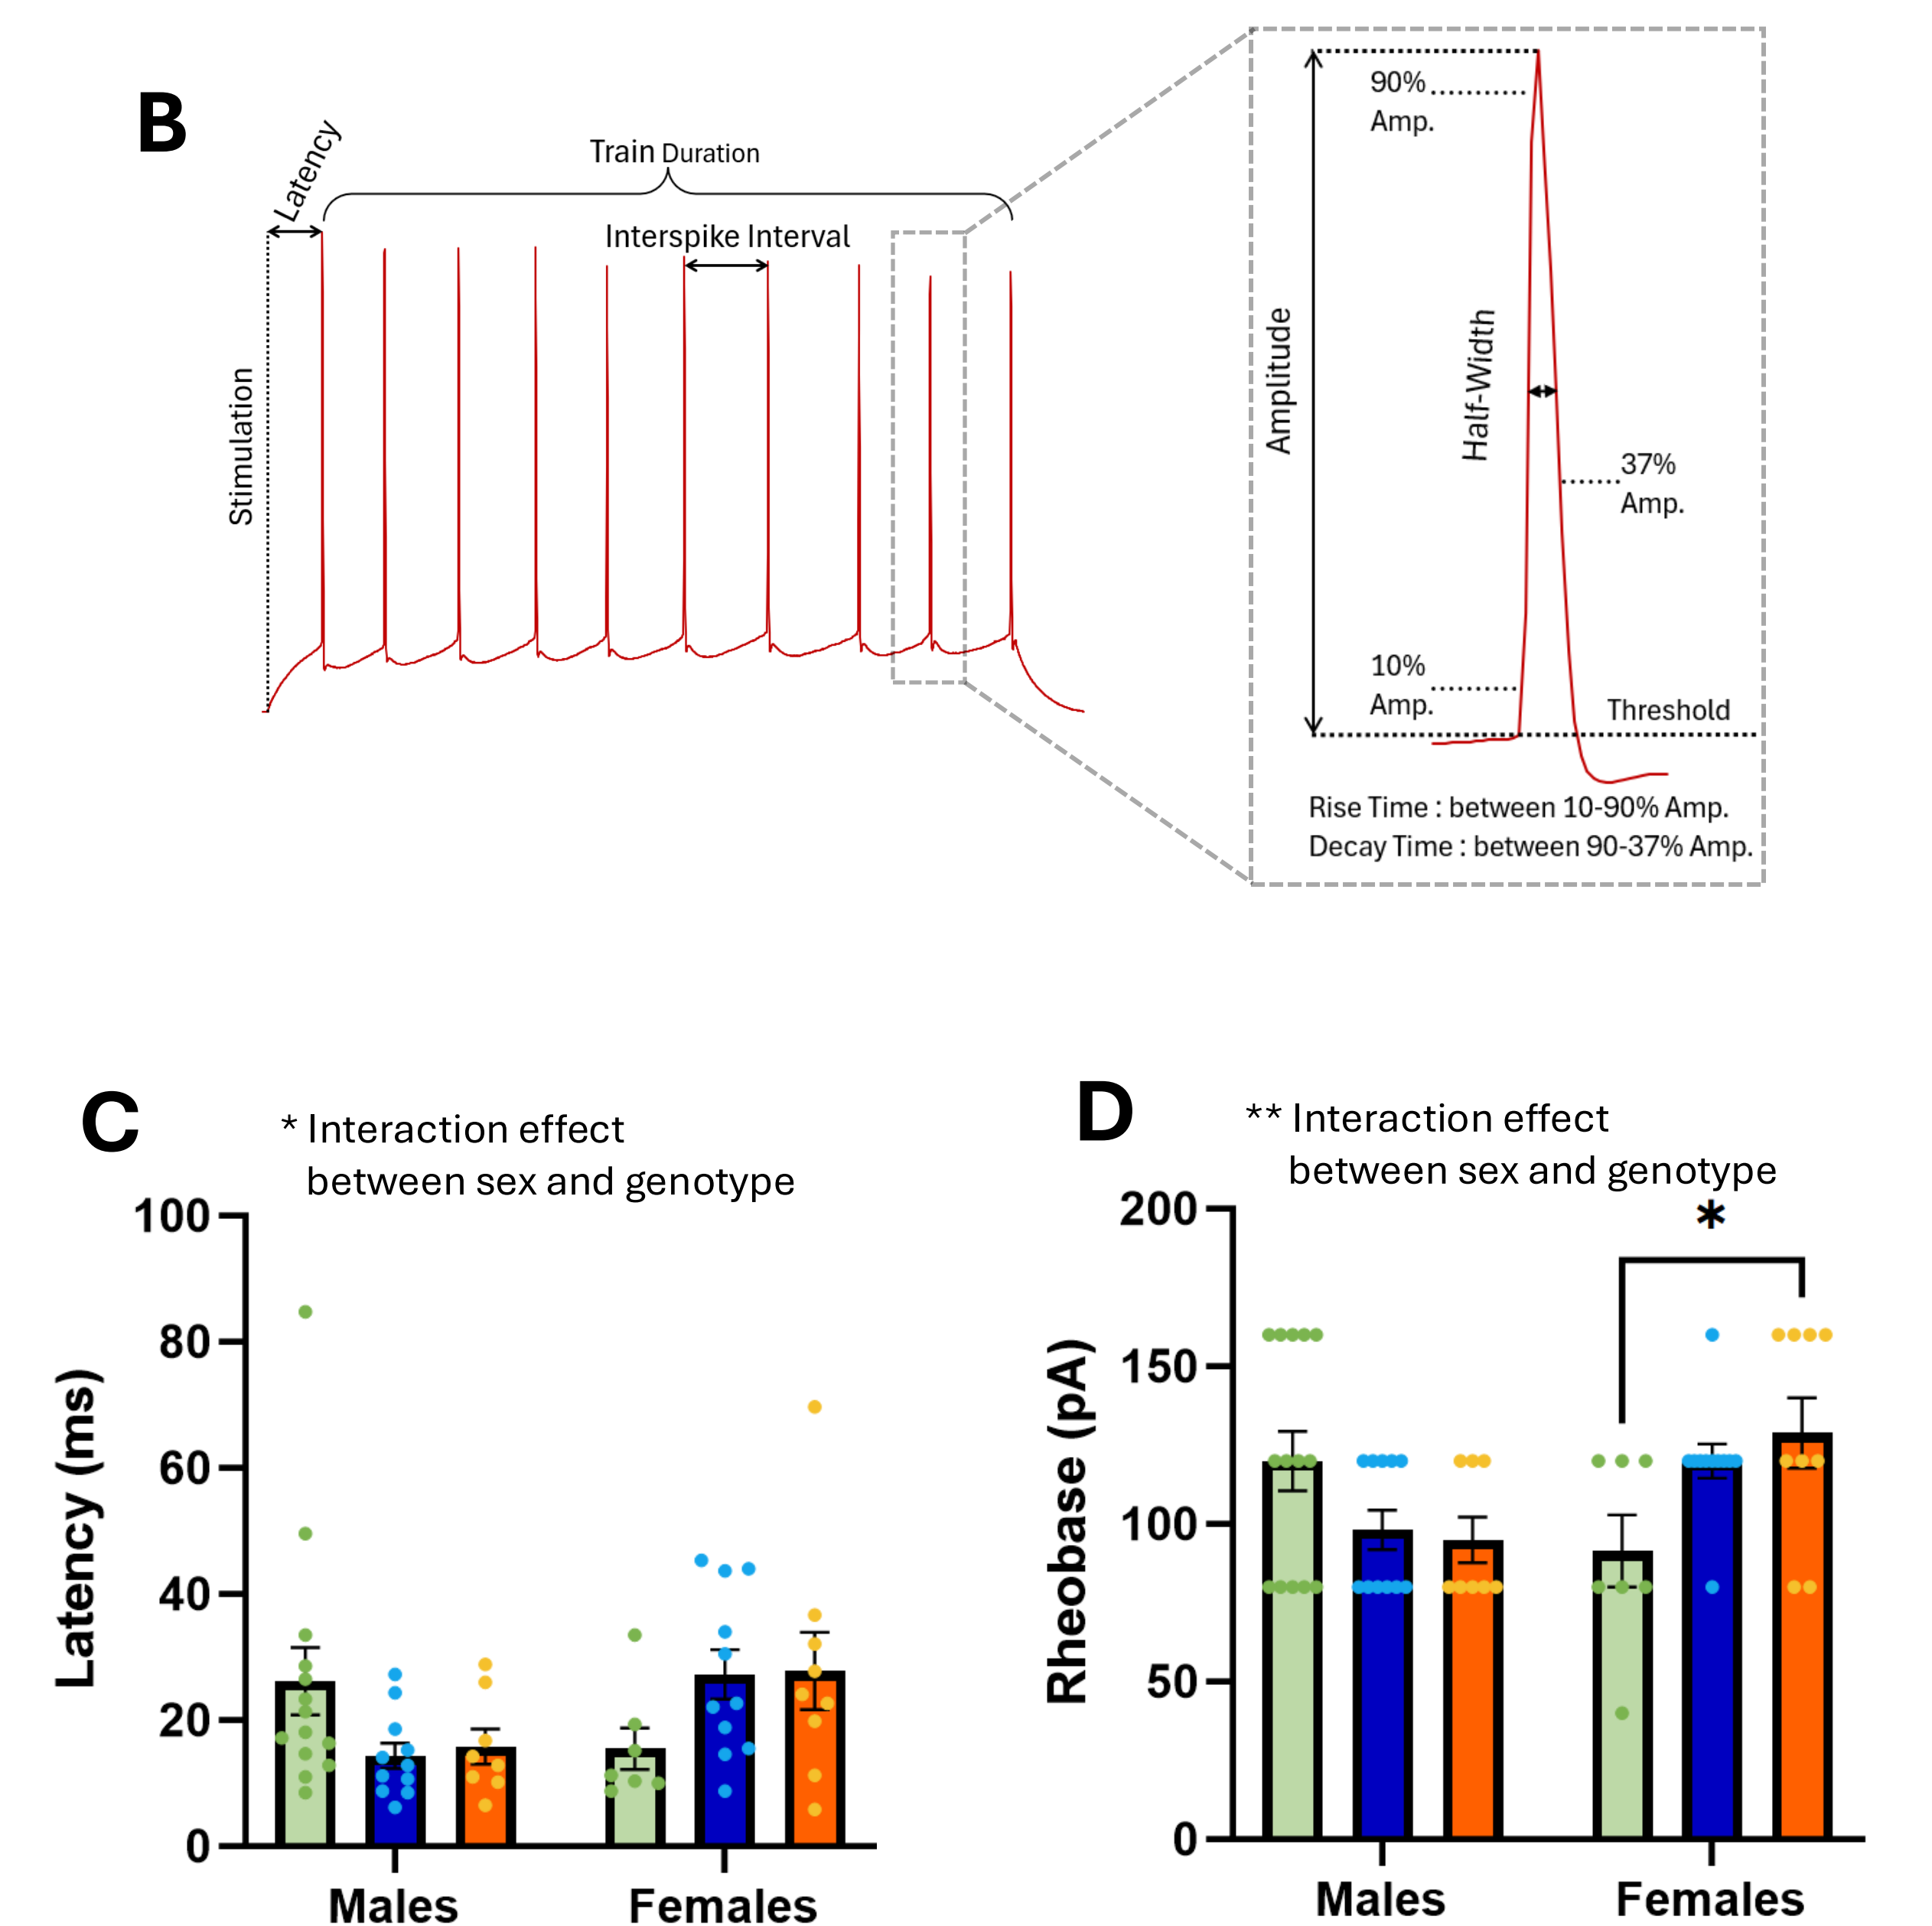 B
Latency
Train Duration
Interspike Interval
Stimulation
90%
Amp.
Amplitude
Half-Width
37%
Amp.
10%
Amp.
Threshold
Rise Time : between 10-90% Amp.
Decay Time : between 90-37% Amp.
C
* Interaction effect
between sex and genotype
100
80
60
40
20
0
Latency (ms)
Males
Females
D
** Interaction effect
between sex and genotype
*
200
150
100
50
0
Rheobase (pA)
Males
Females